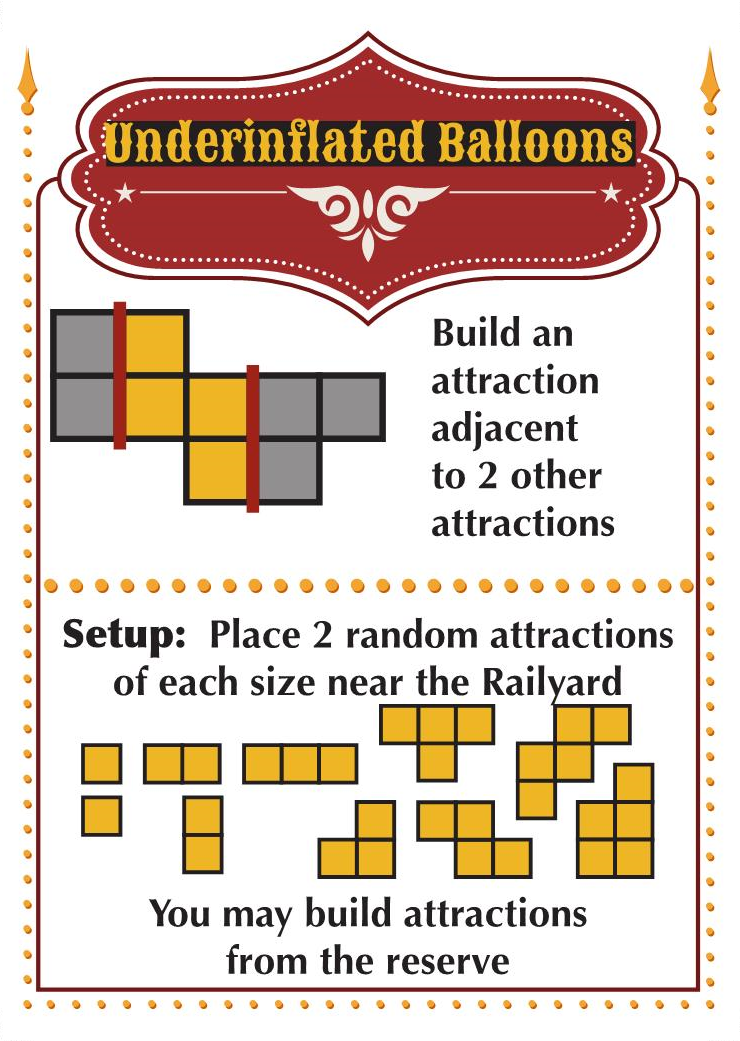 Underinflated Balloons
Build an
attraction
adjacent
to 2 other
attractions
Setup: Place 2 random attractions
of each size near the Railyard
You may build attractions
from the reserve